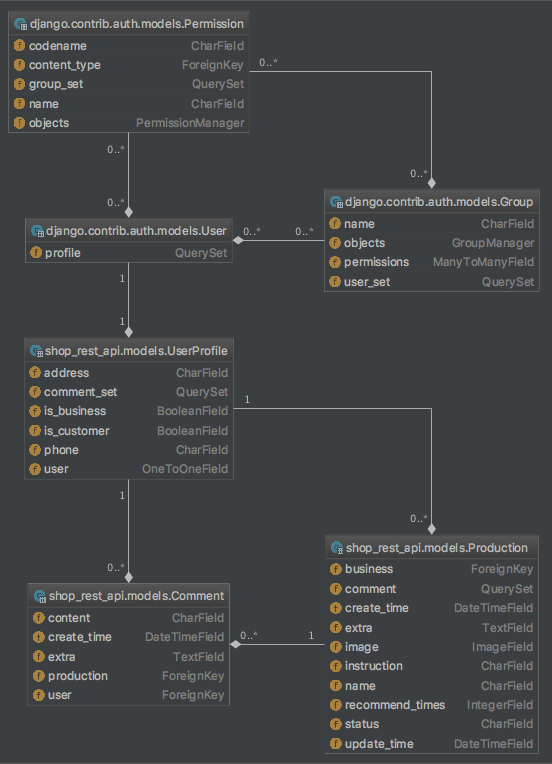 django.contrib.auth.models.Permission
codename CharField
content_type ForeignKey
group_set QuerySet
name CharField
objects PermissionManager
0..*
0..*
0..*
0..*
django.contrib.auth.models.Group
name CharField
objects GroupManager
permissions ManyToManyField
user_set QuerySet
django.contrib.auth.models.User
profile QuerySet
0..* 0..*
1
1
shop_rest_api.models.UserProfile
address CharField
comment_set QuerySet
is_business BooleanField
is_customer BooleanField
phone CharField
user OneToOneField
1
0..*
1
0..*
shop_rest_api.models.Production
business ForeignKey
comment QuerySet
create_time DateTimeField
extra TextField
image ImageField
instruction CharField
name CharField
recommend_times IntegerField
status CharField
update_time DateTimeField
shop_rest_api.models.Comment
content CharField
create_time DateTimeField
extra TextField
production ForeignKey
user ForeignKey
0..* 1